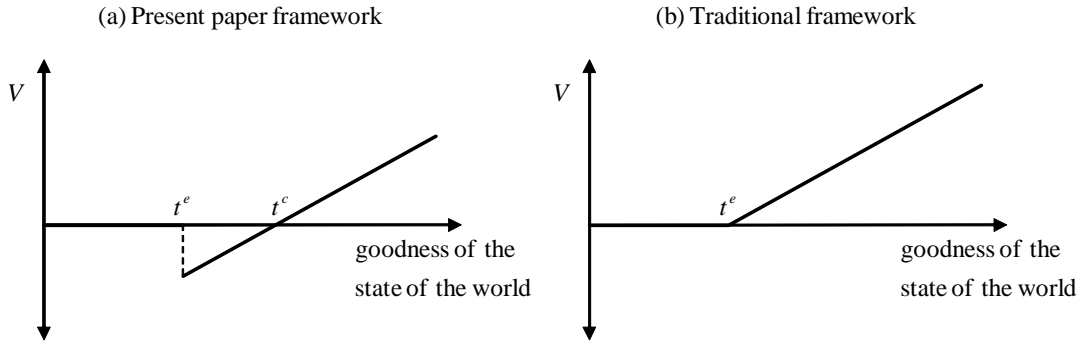 (a) Present paper framework
(b) Traditional framework
V
t^e
t^c
goodness of the
state of the world
V
t^e
goodness of the
state of the world